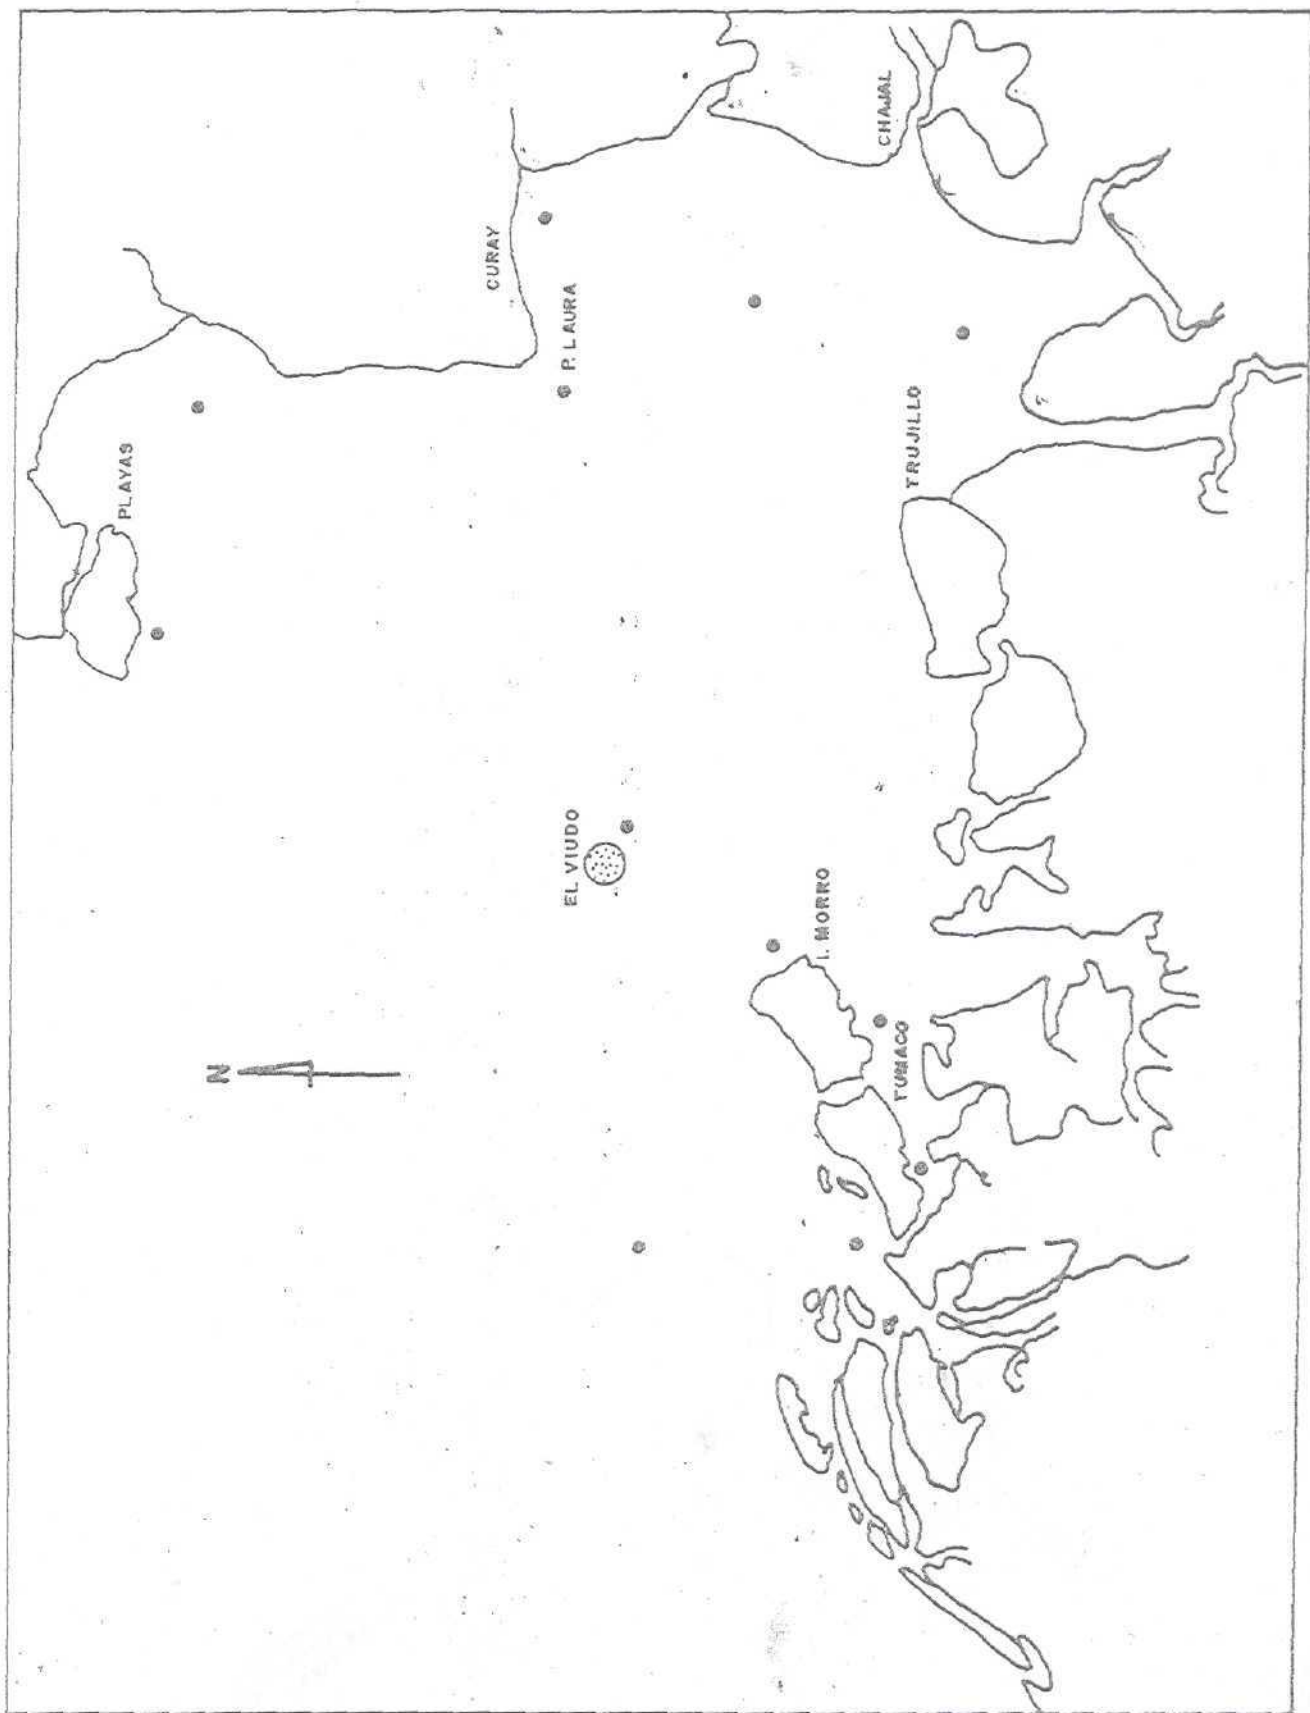 PLAYAS
CURAY
P. LAURA
CHAJAL
TRUJILLO
EL VIUDO
I. MORRO
TUMACO
N